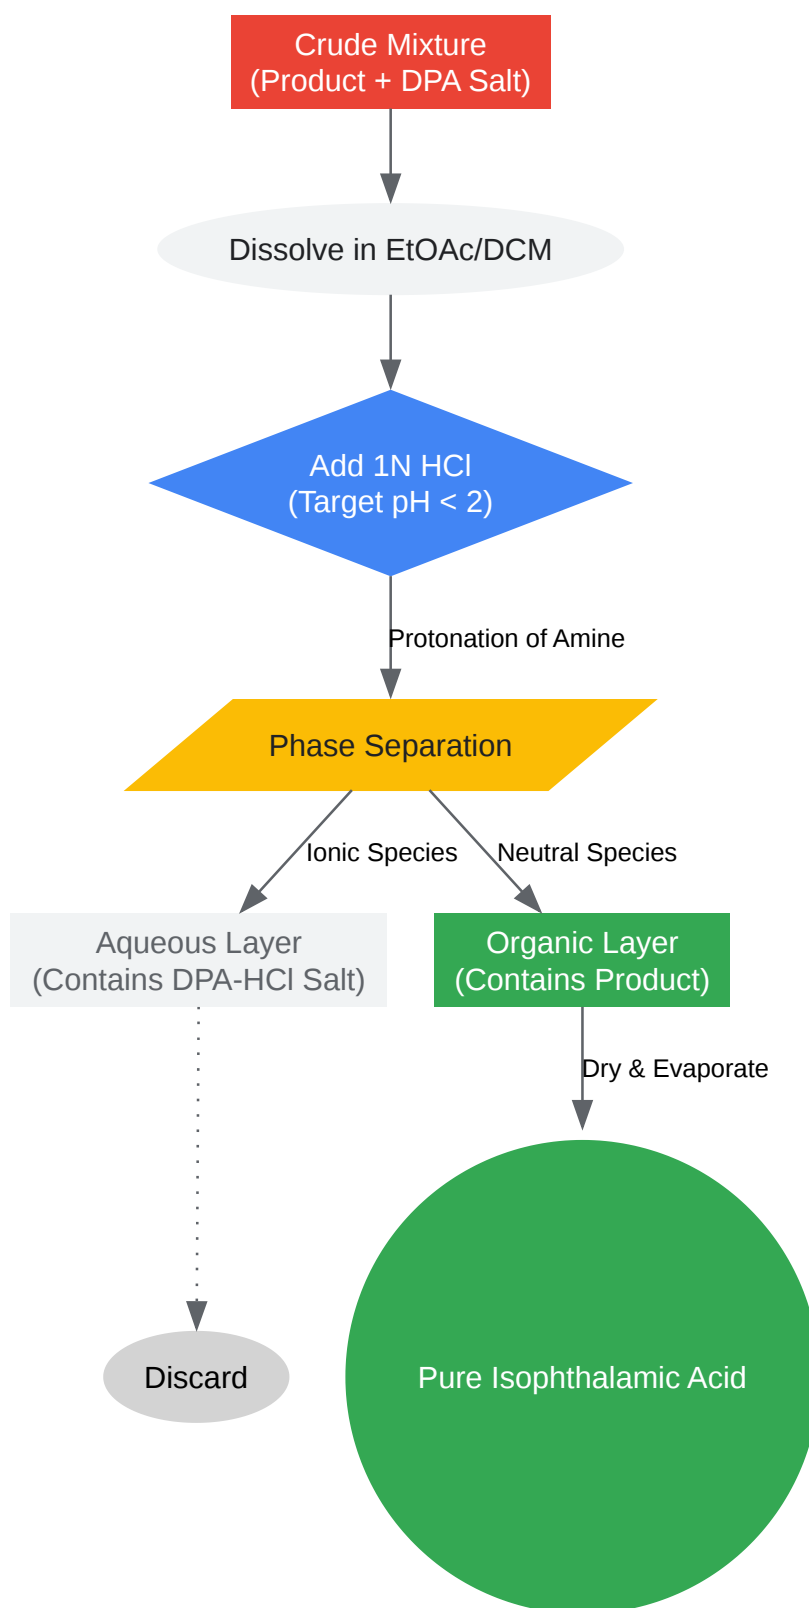 Crude Mixture
(Product + DPA Salt)
Dissolve in EtOAc/DCM
Add 1N HCl
(Target pH < 2)
Protonation of Amine
Phase Separation
Ionic Species
Neutral Species
Aqueous Layer
(Contains DPA-HCl Salt)
Organic Layer
(Contains Product)
Dry & Evaporate
Discard
Pure Isophthalamic Acid